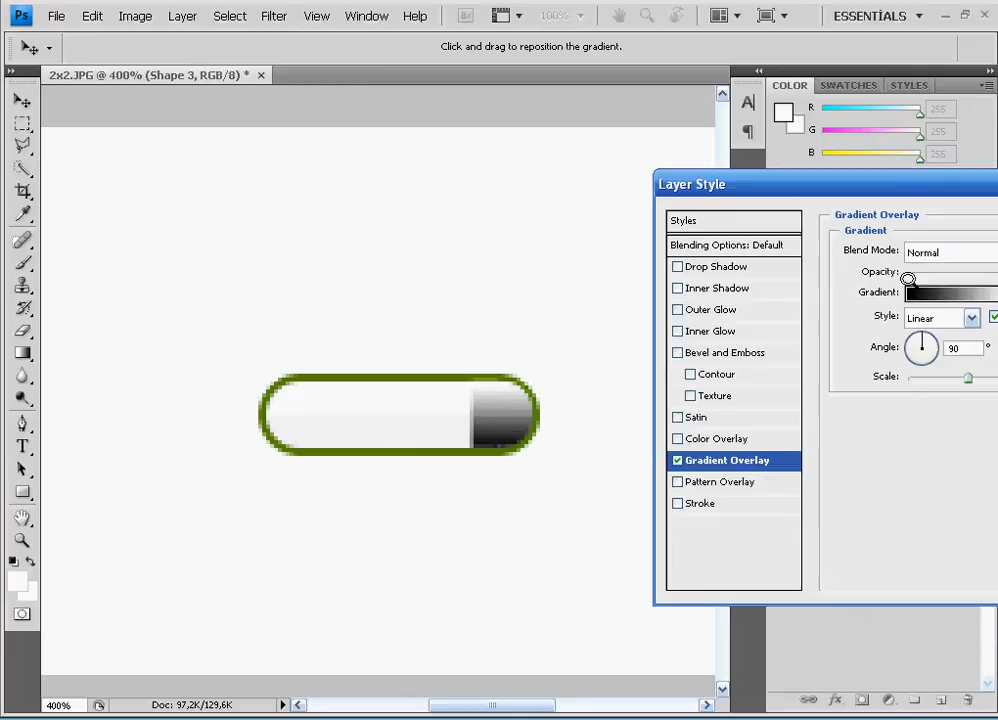 Ps File Edit Image Layer Select Filter View Window Help Br 100% ESSENTİALS
Click and drag to reposition the gradient.
2x2.JPG @ 400% (Shape 3, RGB/8) * ×
COLOR SWATCHES STYLES
A
R 255
G 255
B 255
Layer Style
Styles
Gradient Overlay
Gradient
Blending Options: Default
Blend Mode: Normal
Drop Shadow
Opacity:
Inner Shadow
Gradient:
Outer Glow
Style: Linear
Inner Glow
Angle: 90 °
Bevel and Emboss
Contour
Scale:
Texture
Satin
Color Overlay
Gradient Overlay
Pattern Overlay
Stroke
T
400% Doc: 97,2K/129,6K
fx